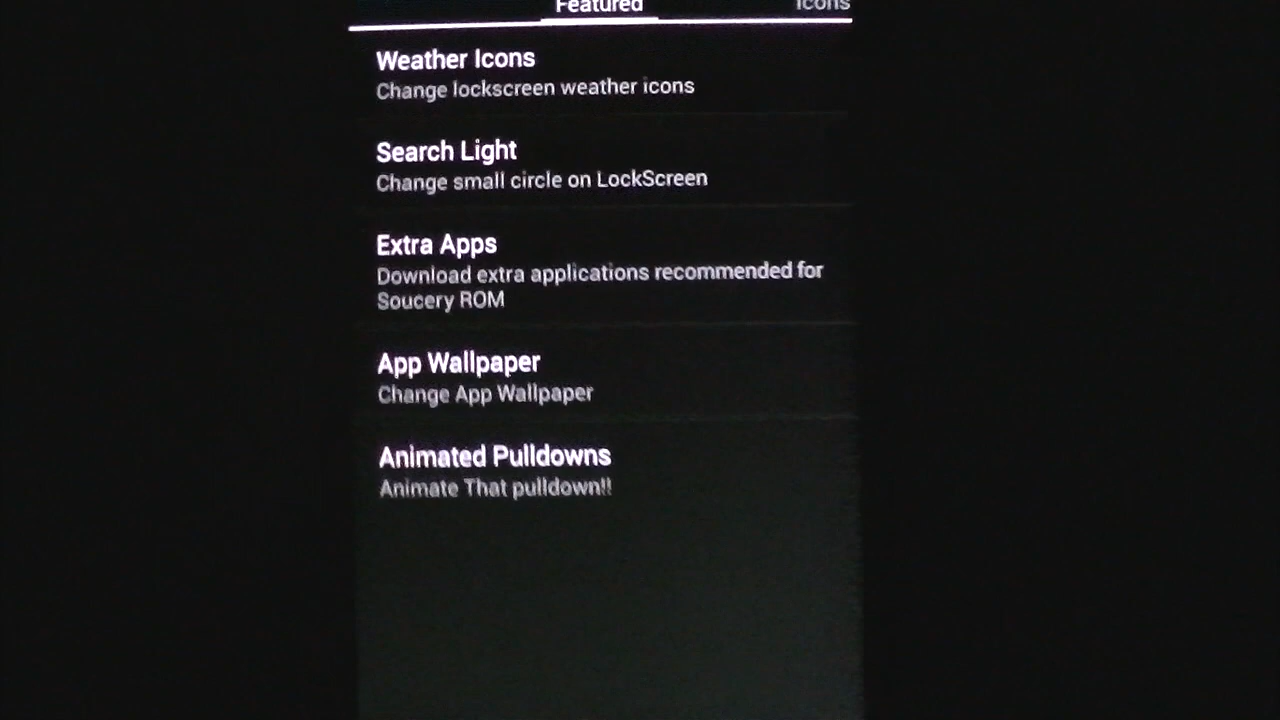 Featured Icons
Weather Icons
Change lockscreen weather icons
Search Light
Change small circle on LockScreen
Extra Apps
Download extra applications recommended for
Soucery ROM
App Wallpaper
Change App Wallpaper
Animated Pulldowns
Animate That pulldown!!